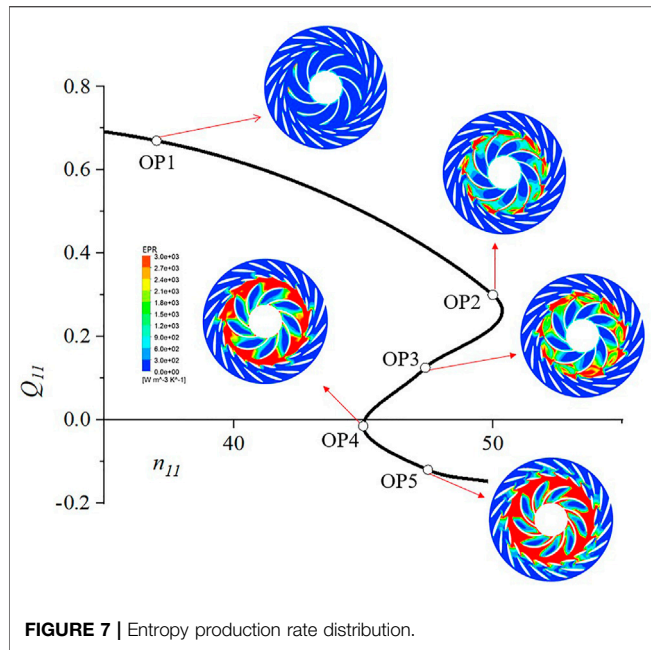 0.8
OP1
0.6
EPR
3.0e+03
2.7e+03
2.4e+03
2.1e+03
1.8e+03
1.5e+03
1.2e+03
9.0e+02
6.0e+02
3.0e+02
0.0e+00
[W m^-3 K^-1]
0.4
OP2
0.2
OP3
Q11
0.0
OP4
n11
40
50
OP5
-0.2
FIGURE 7 | Entropy production rate distribution.